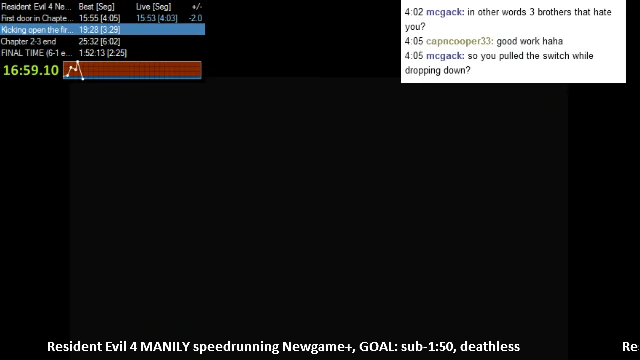 Resident Evil 4 Ne... Best [Seg] Live [Seg] +/-
First door in Chapte... 15:55 [4:05] 15:53 [4:03] -2.0
Kicking open the fir... 19:28 [3:29]
Chapter 2-3 end 25:32 [6:02]
FINAL TIME (6-1 e... 1:52:13 [2:25]
16:59.10
4:02 mcgack: in other words 3 brothers that hate
you?
4:05 capncooper33: good work haha
4:05 mcgack: so you pulled the switch while
dropping down?
Resident Evil 4 MANILY speedrunning Newgame+, GOAL: sub-1:50, deathless Re